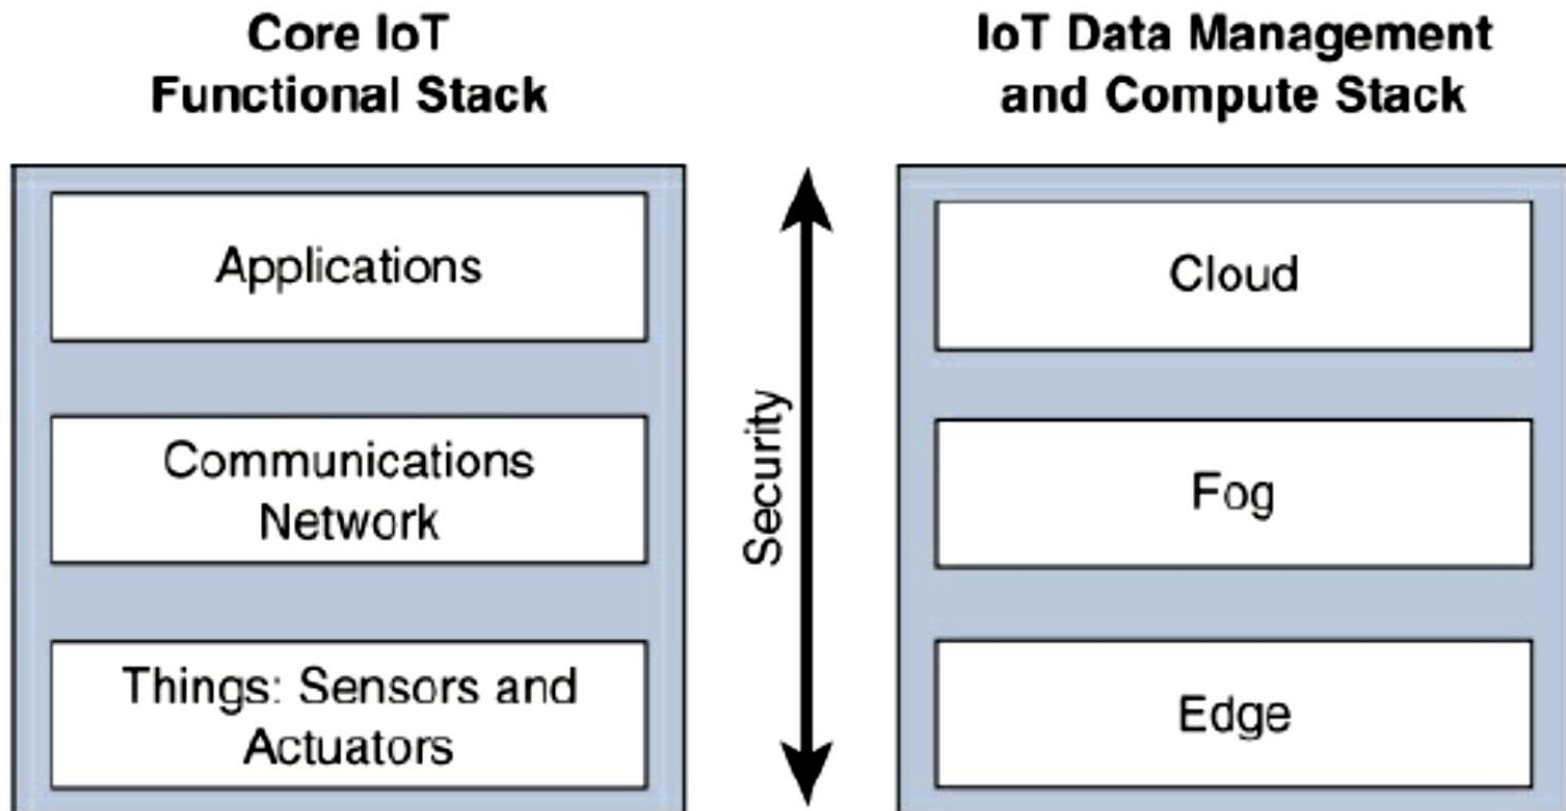 Core IoT
Functional Stack
IoT Data Management
and Compute Stack
Applications
Communications
Network
Things: Sensors and
Actuators
Security
Cloud
Fog
Edge